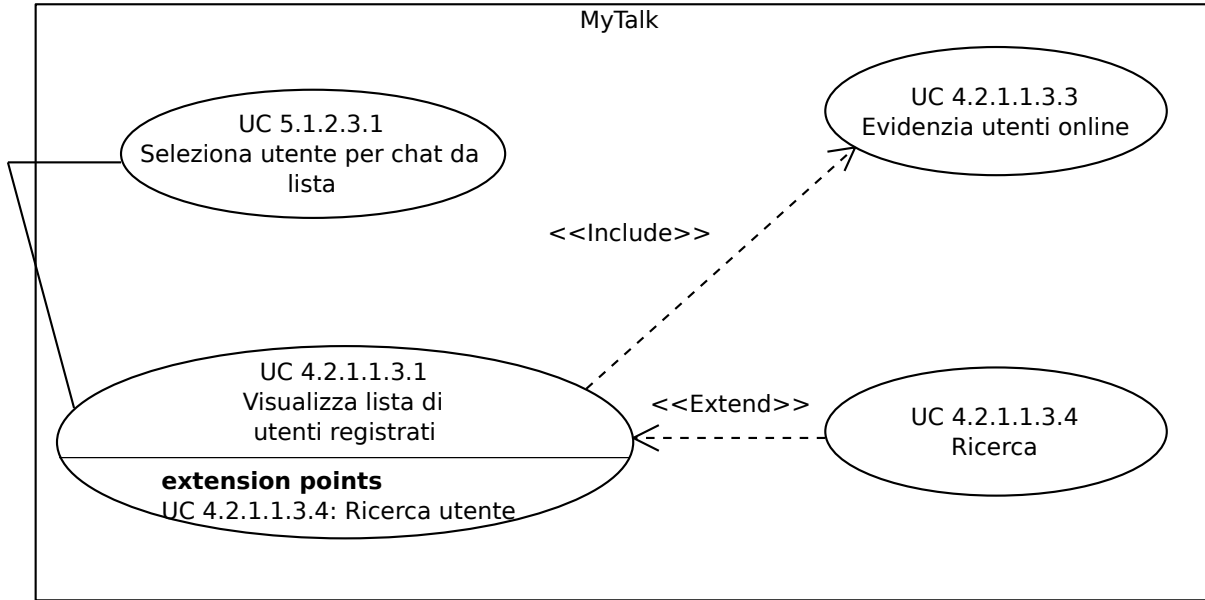 MyTalk
UC 5.1.2.3.1
Seleziona utente per chat da
lista
UC 4.2.1.1.3.3
Evidenzia utenti online
<<Include>>
UC 4.2.1.1.3.1
Visualizza lista di
utenti registrati
extension points
UC 4.2.1.1.3.4: Ricerca utente
<<Extend>>
UC 4.2.1.1.3.4
Ricerca